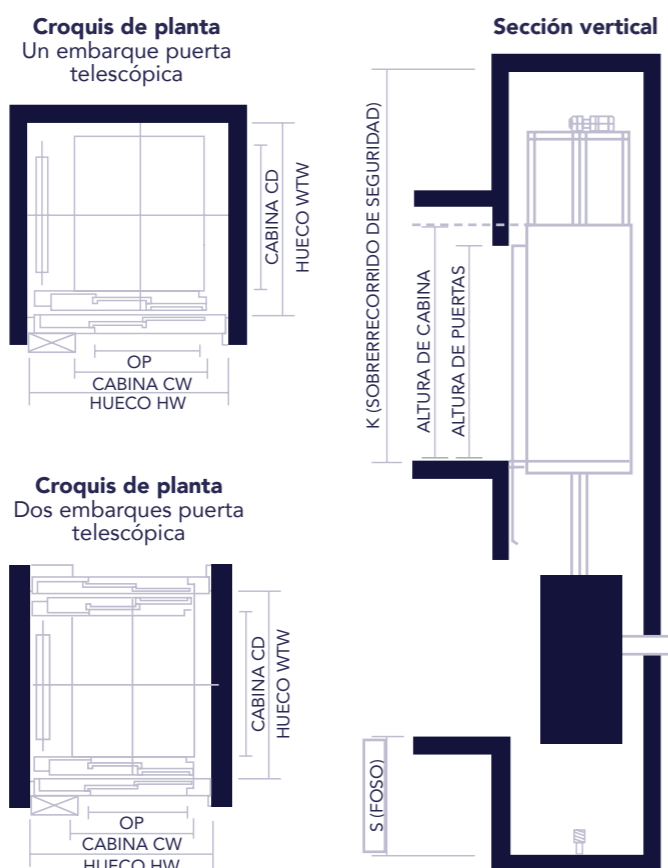 Croquis de planta
Un embarque puerta
telescópica
CABINA CD
HUECO WTW
OP
CABINA CW
HUECO HW
Croquis de planta
Dos embarques puerta
telescópica
CABINA CD
HUECO WTW
OP
CABINA CW
HUECO HW
Sección vertical
K (SOBRERRECORRIDO DE SEGURIDAD)
ALTURA DE CABINA
ALTURA DE PUERTAS
S (FOSO)